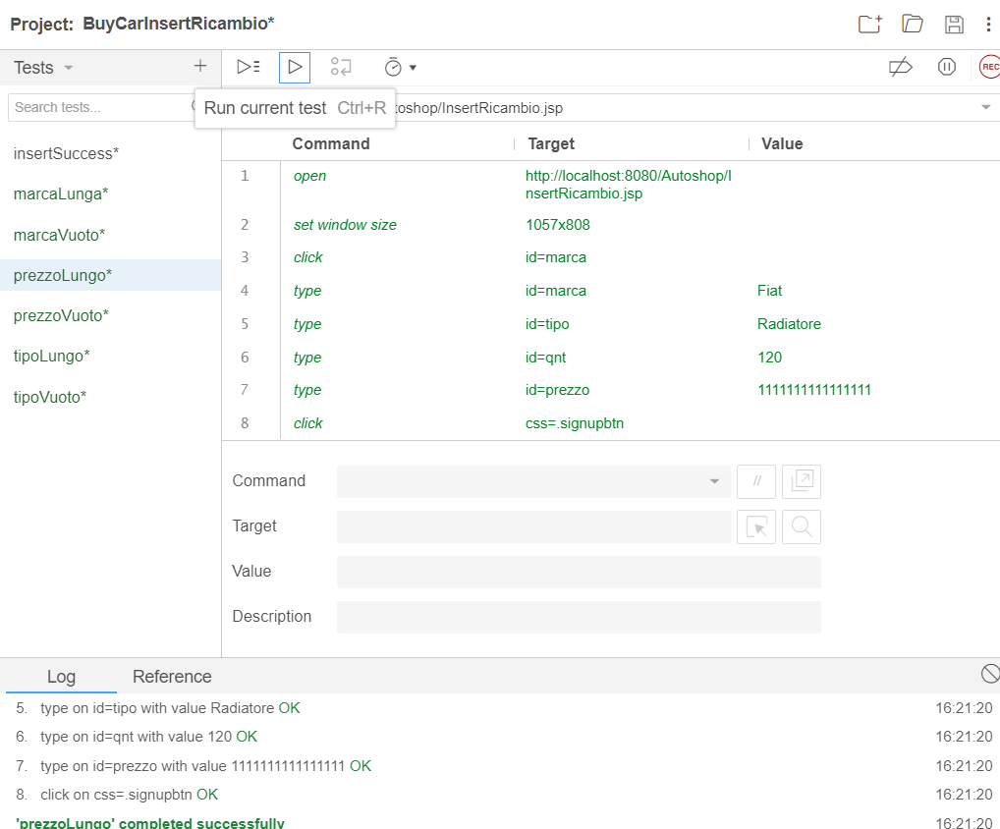 Project: BuyCarInsertRicambio*
Tests
REC
Search tests...
Run current test Ctrl+R
toshop/InsertRicambio.jsp
Command Target Value
insertSuccess*
marcaLunga*
marcaVuoto*
prezzoLungo*
prezzoVuoto*
tipoLungo*
tipoVuoto*
1 open http://localhost:8080/Autoshop/I
nsertRicambio.jsp
2 set window size 1057x808
3 click id=marca
4 type id=marca Fiat
5 type id=tipo Radiatore
6 type id=qnt 120
7 type id=prezzo 1111111111111111
8 click css=.signupbtn
Command //
Target
Value
Description
Log Reference
5. type on id=tipo with value Radiatore OK 16:21:20
6. type on id=qnt with value 120 OK 16:21:20
7. type on id=prezzo with value 1111111111111111 OK 16:21:20
8. click on css=.signupbtn OK 16:21:20
'prezzoLungo' completed successfully 16:21:20